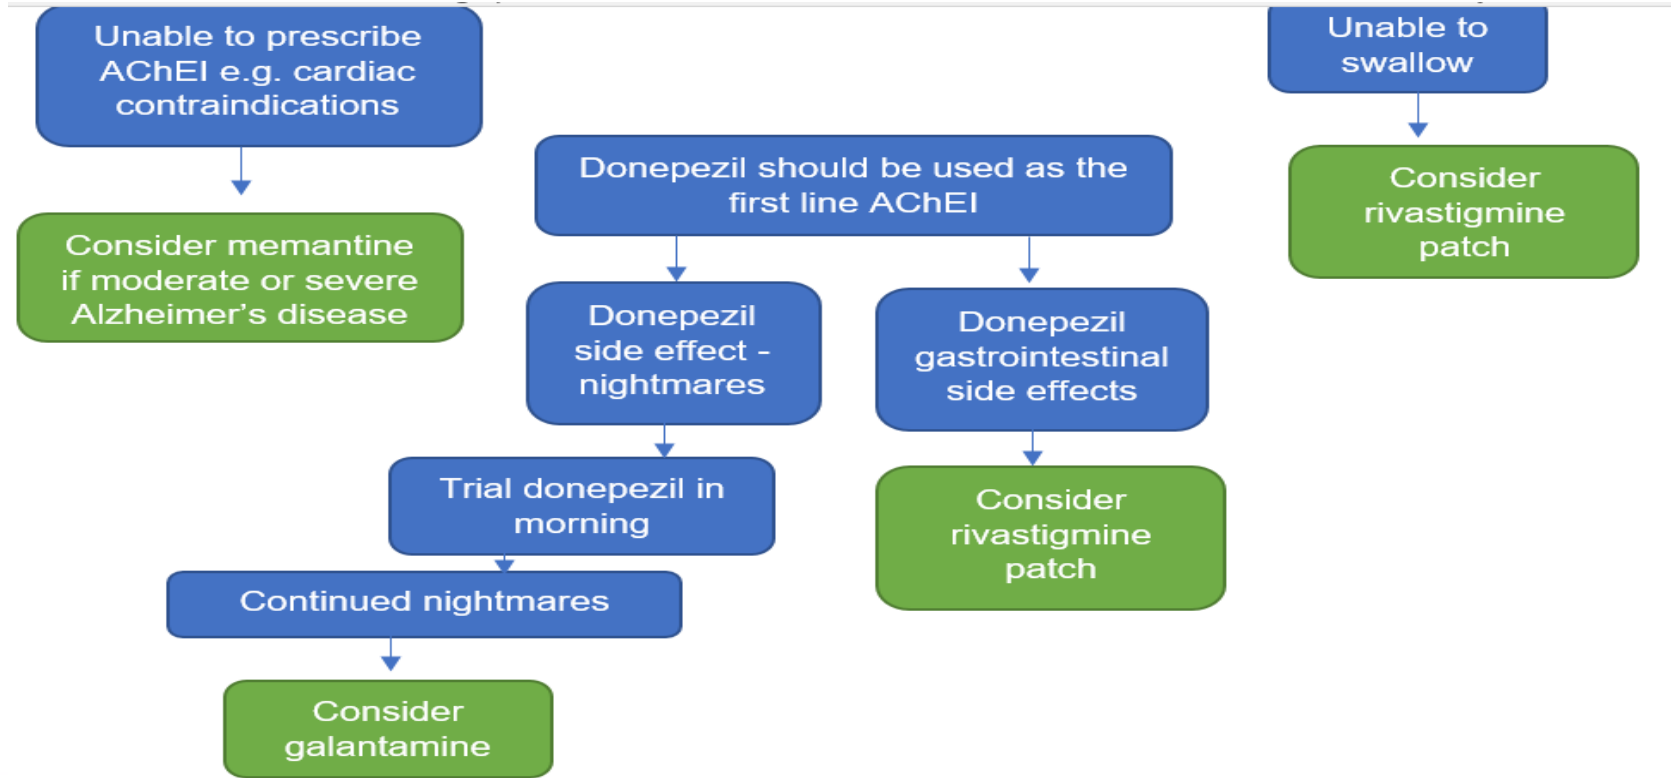 Unable to prescribe
AChEI e.g. cardiac
contraindications
Consider memantine
if moderate or severe
Alzheimer’s disease
Donepezil should be used as the
first line AChEI
Donepezil
side effect -
nightmares
Trial donepezil in
morning
Continued nightmares
Consider
galantamine
Donepezil
gastrointestinal
side effects
Consider
rivastigmine
patch
Unable to
swallow
Consider
rivastigmine
patch